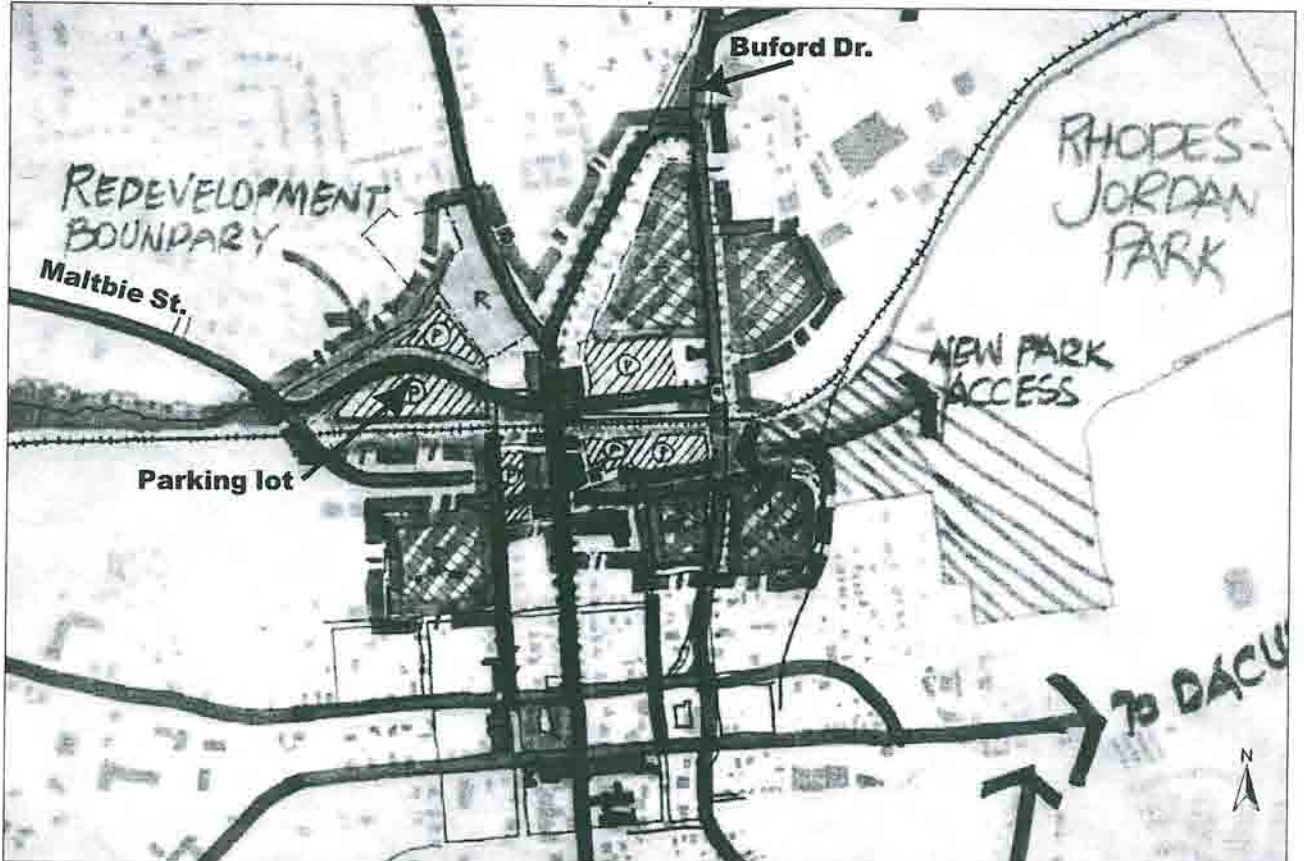 Buford Dr.
RHODES-
JORDAN
PARK
REDEVELOPMENT
BOUNDARY
Maltbie St.
R
P
P
P
NEW PARK
ACCESS
Parking lot
P
P
P
TO DACU
N